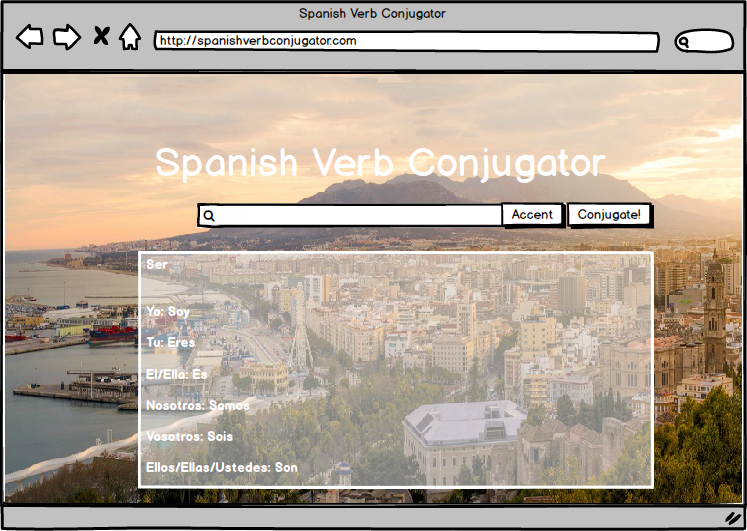 Spanish Verb Conjugator
http://spanishverbconjugator.com
Spanish Verb Conjugator
Accent Conjugate!
Ser
Yo: Soy
Tu: Eres
El/Ella: Es
Nosotros: Somos
Vosotros: Sois
Ellos/Ellas/Ustedes: Son